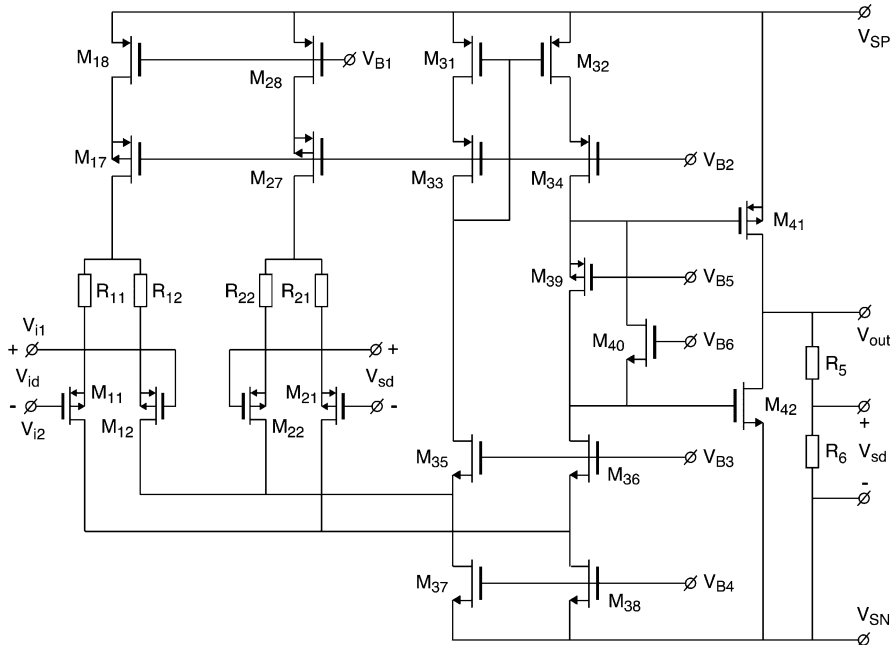 V_SP
M_18
M_28
V_B1
M_31
M_32
M_17
M_27
M_33
M_34
V_B2
M_41
R_11
R_12
R_22
R_21
M_39
V_B5
V_i1
+
+
M_40
V_B6
V_out
V_id
M_11
M_21
V_sd
R_5
-
-
V_i2
M_12
M_22
M_42
+
M_35
M_36
V_B3
R_6
V_sd
-
M_37
M_38
V_B4
V_SN